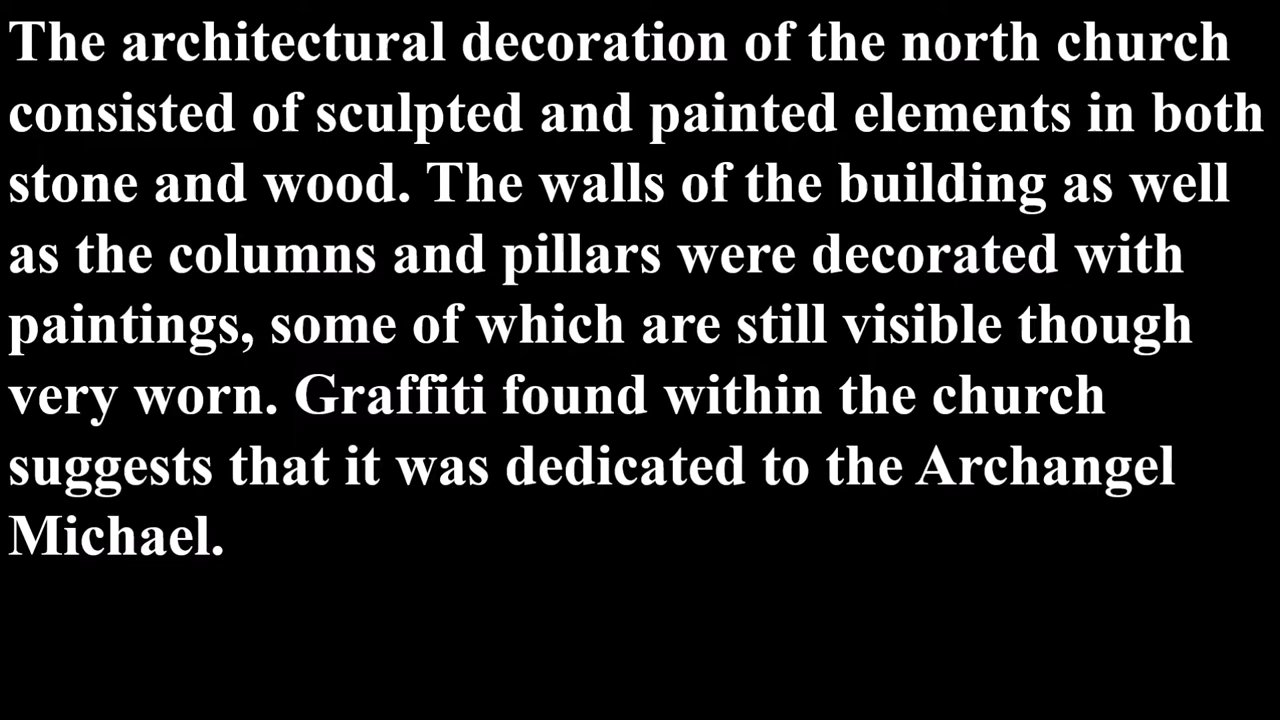 The architectural decoration of the north church
consisted of sculpted and painted elements in both
stone and wood. The walls of the building as well
as the columns and pillars were decorated with
paintings, some of which are still visible though
very worn. Graffiti found within the church
suggests that it was dedicated to the Archangel
Michael.